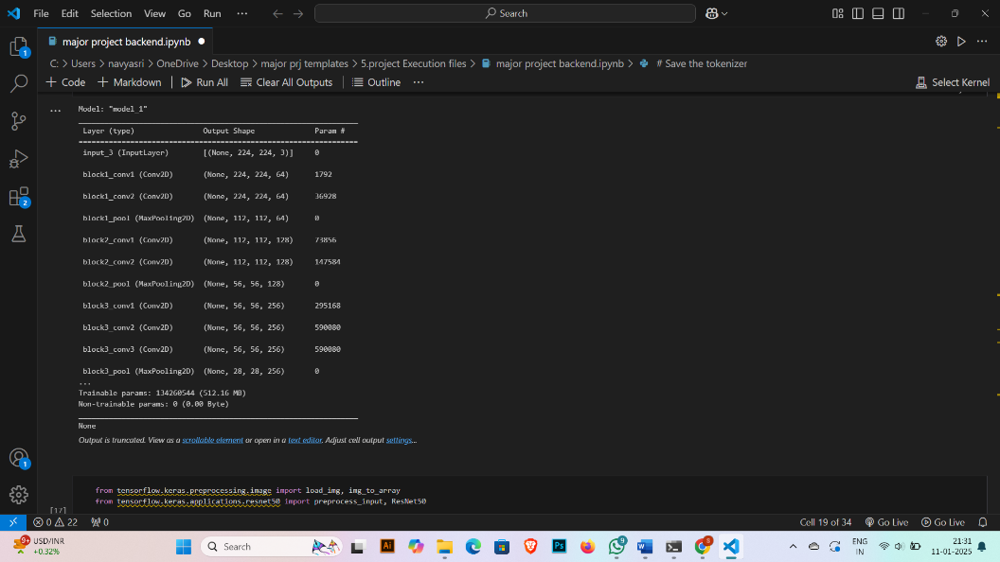 File Edit Selection View Go Run ··· Search
1
major project backend.ipynb
C: > Users > navyasri > OneDrive > Desktop > major prj templates > 5.project Execution files > major project backend.ipynb > # Save the tokenizer
+ Code + Markdown Run All Clear All Outputs Outline ··· Select Kernel
...
Model: "model_1"
Layer (type) Output Shape Param #
=================================================================
input_3 (InputLayer) [(None, 224, 224, 3)] 0
block1_conv1 (Conv2D) (None, 224, 224, 64) 1792
block1_conv2 (Conv2D) (None, 224, 224, 64) 36928
block1_pool (MaxPooling2D) (None, 112, 112, 64) 0
block2_conv1 (Conv2D) (None, 112, 112, 128) 73856
block2_conv2 (Conv2D) (None, 112, 112, 128) 147584
block2_pool (MaxPooling2D) (None, 56, 56, 128) 0
block3_conv1 (Conv2D) (None, 56, 56, 256) 295168
block3_conv2 (Conv2D) (None, 56, 56, 256) 590080
block3_conv3 (Conv2D) (None, 56, 56, 256) 590080
block3_pool (MaxPooling2D) (None, 28, 28, 256) 0
...
Trainable params: 134260544 (512.16 MB)
Non-trainable params: 0 (0.00 Byte)
None
Output is truncated. View as a scrollable element or open in a text editor. Adjust cell output settings...
2
1
from tensorflow.keras.preprocessing.image import load_img, img_to_array
from tensorflow.keras.applications.resnet50 import preprocess_input, ResNet50
[17]
0 22 0 Cell 19 of 34 Go Live Go Live
9+ USD/INR
+0.32%
Search
Ai Ps 9 8
ENG
IN
21:31
11-01-2025